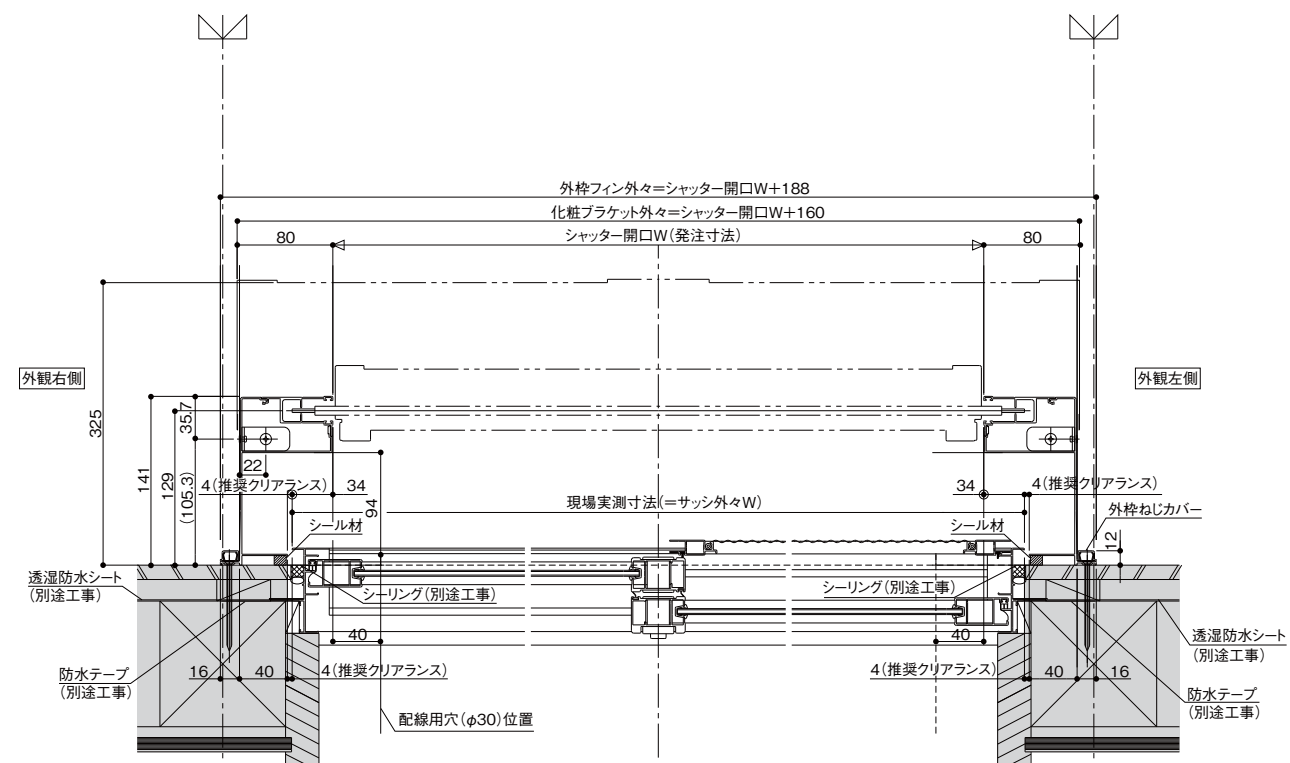 外枠フィン外々＝シャッター開口W+188
化粧ブラケット外々＝シャッター開口W+160
80
シャッター開口W(発注寸法)
80
外観右側
外観左側
325
141
129
35.7
(105.3)
22
4(推奨クリアランス)
34
94
現場実測寸法(＝サッシ外々W)
34
4(推奨クリアランス)
シール材
シール材
外枠ねじカバー
12
透湿防水シート
(別途工事)
シーリング(別途工事)
シーリング(別途工事)
40
40
透湿防水シート
(別途工事)
防水テープ
(別途工事)
16
40
4(推奨クリアランス)
4(推奨クリアランス)
40
16
防水テープ
(別途工事)
配線用穴(φ30)位置